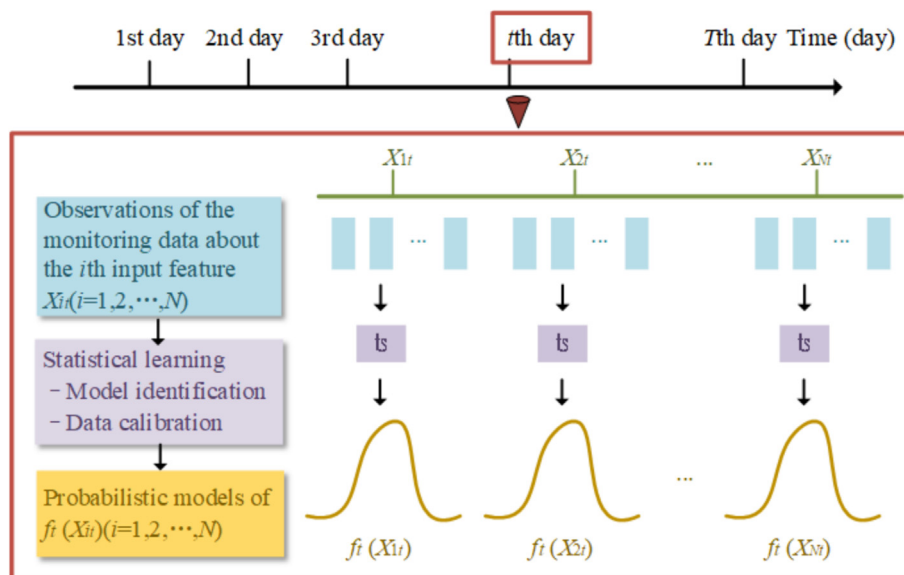 1st day 2nd day 3rd day tth day Tth day Time (day)
X1t X2t ... XNt
Observations of the
monitoring data about
the ith input feature
Xit(i=1,2,⋯,N)
... ... ...
Statistical learning
- Model identification
- Data calibration
ts ts ts
Probabilistic models of
ft (Xit)(i=1,2,⋯,N)
...
ft (X1t) ft (X2t) ft (XNt)